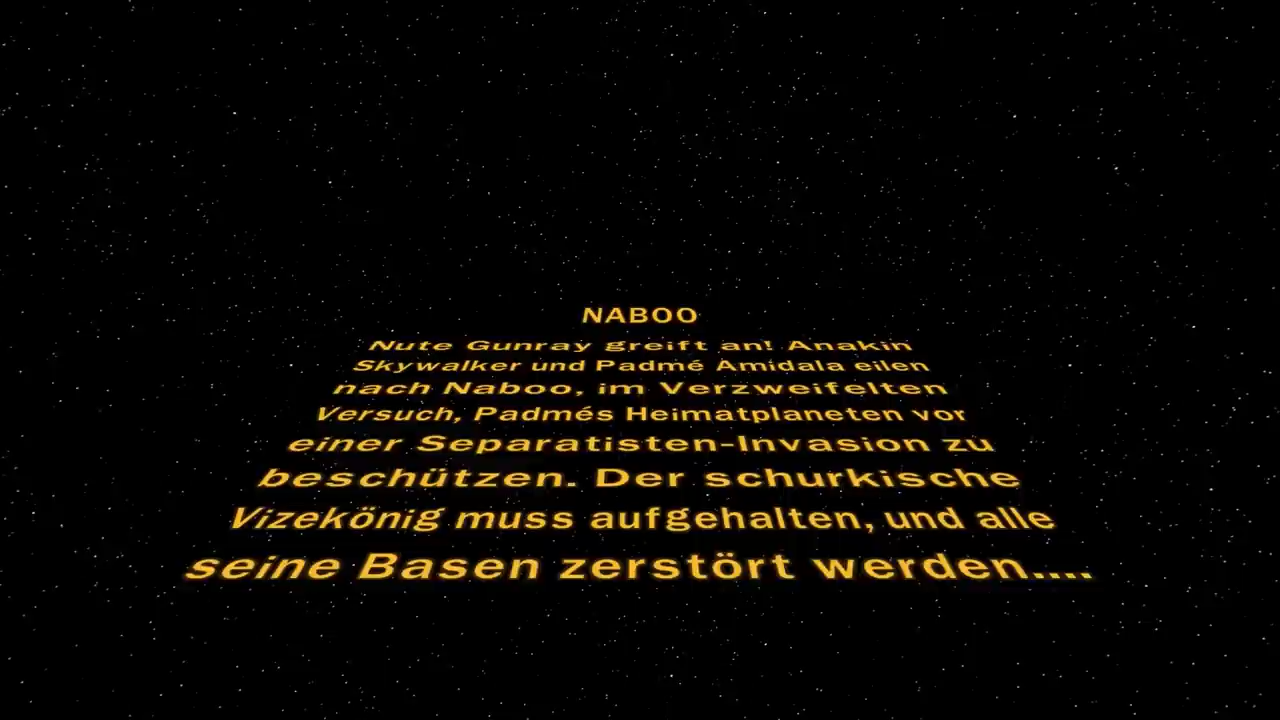 NABOO
Nute Gunray greift an! Anakin
Skywalker und Padmé Amidala eilen
nach Naboo, im Verzweifelten
Versuch, Padmés Heimatplaneten vor
einer Separatisten-Invasion zu
beschützen. Der schurkische
Vizekönig muss aufgehalten, und alle
seine Basen zerstört werden....